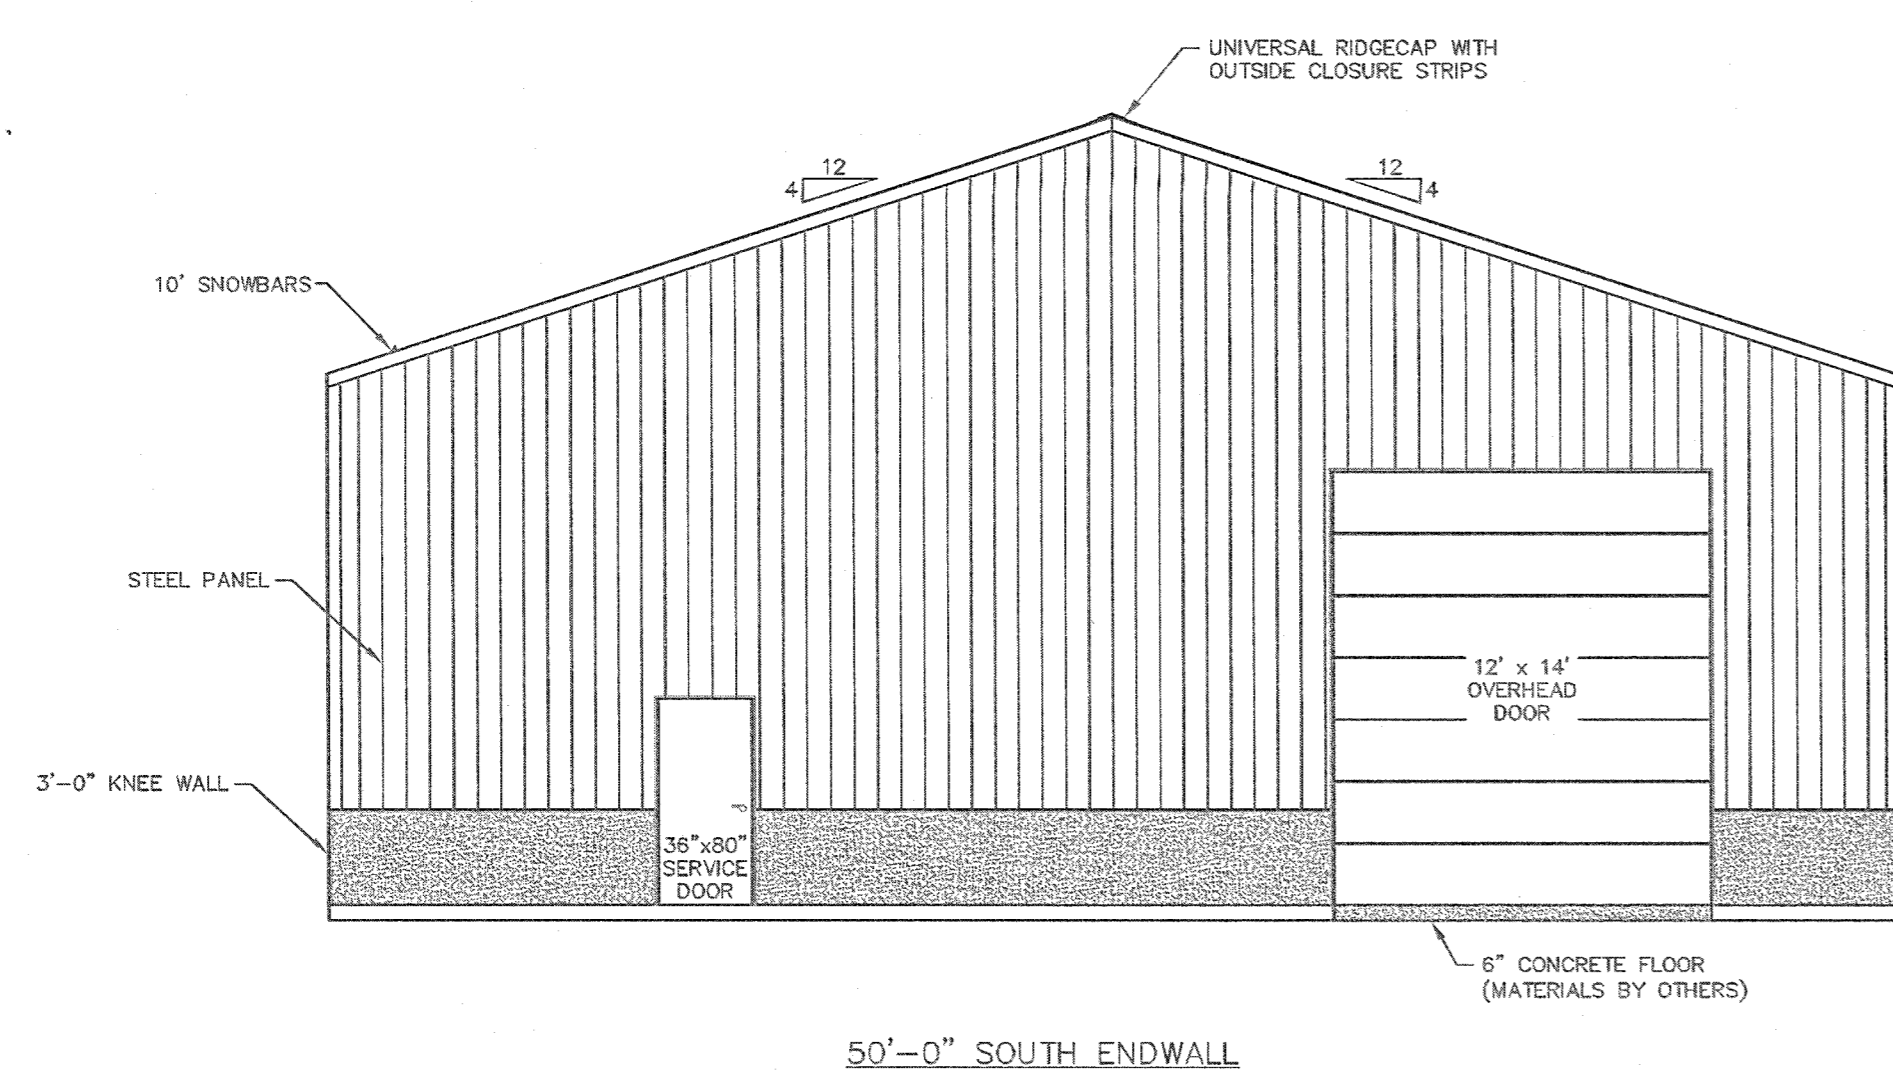 UNIVERSAL RIDGECAP WITH
OUTSIDE CLOSURE STRIPS
12
4
12
4
10' SNOWBARS
STEEL PANEL
12' x 14'
OVERHEAD
DOOR
3'-0" KNEE WALL
36"x80"
SERVICE
DOOR
6" CONCRETE FLOOR
(MATERIALS BY OTHERS)
50'-0" SOUTH ENDWALL